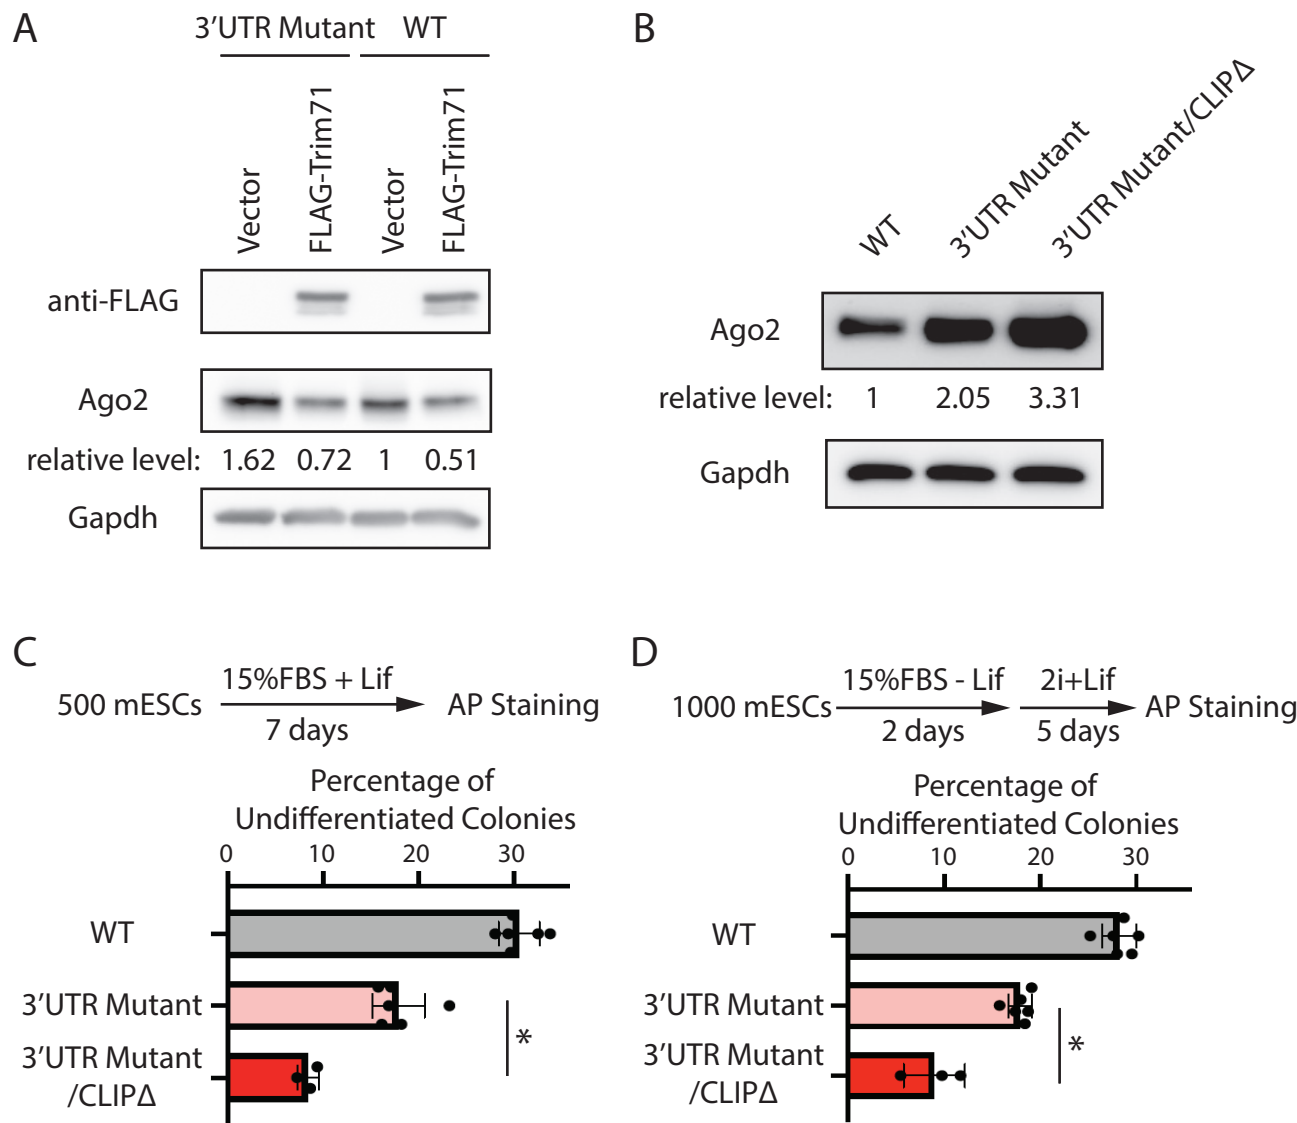 A
3′UTR Mutant WT
Vector
FLAG-Trim71
Vector
FLAG-Trim71
anti-FLAG
Ago2
relative level: 1.62 0.72 1 0.51
Gapdh
B
WT
3′UTR Mutant
3′UTR Mutant/CLIPΔ
Ago2
relative level: 1 2.05 3.31
Gapdh
C
500 mESCs 15%FBS + Lif AP Staining
7 days
Percentage of
Undifferentiated Colonies
0 10 20 30
WT
3′UTR Mutant
3′UTR Mutant
/CLIPΔ
*
D
1000 mESCs 15%FBS - Lif 2i+Lif AP Staining
2 days 5 days
Percentage of
Undifferentiated Colonies
0 10 20 30
WT
3′UTR Mutant
3′UTR Mutant
/CLIPΔ
*